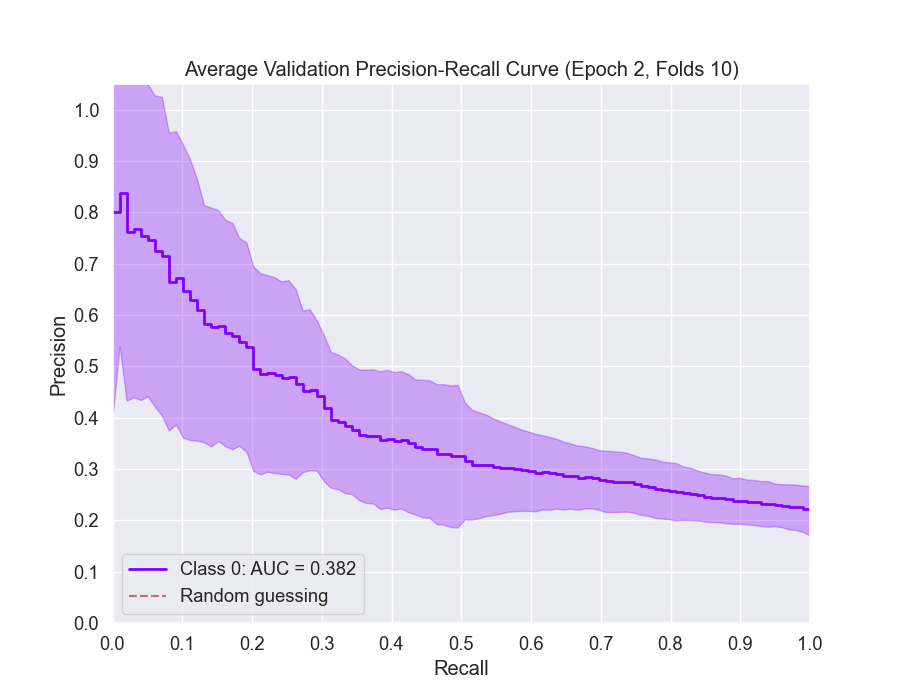 Average Validation Precision-Recall Curve (Epoch 2, Folds 10)
Precision
1.0
0.9
0.8
0.7
0.6
0.5
0.4
0.3
0.2
0.1
0.0
Class 0: AUC = 0.382
Random guessing
0.0 0.1 0.2 0.3 0.4 0.5 0.6 0.7 0.8 0.9 1.0
Recall